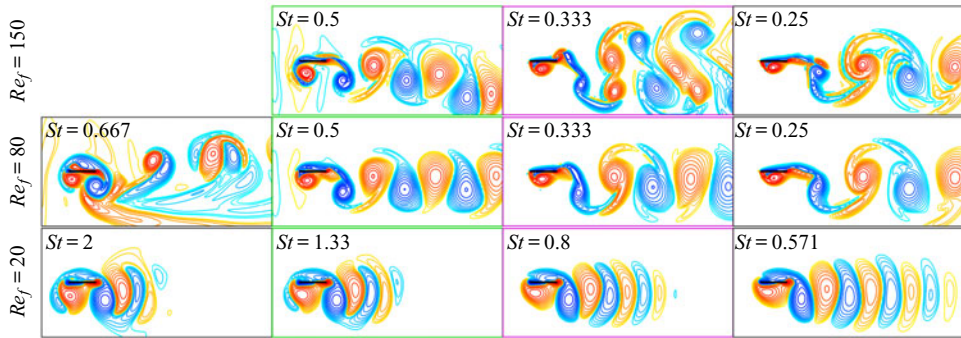 Re_f = 150
St = 0.5
St = 0.333
St = 0.25
Re_f = 80
St = 0.667
St = 0.5
St = 0.333
St = 0.25
Re_f = 20
St = 2
St = 1.33
St = 0.8
St = 0.571